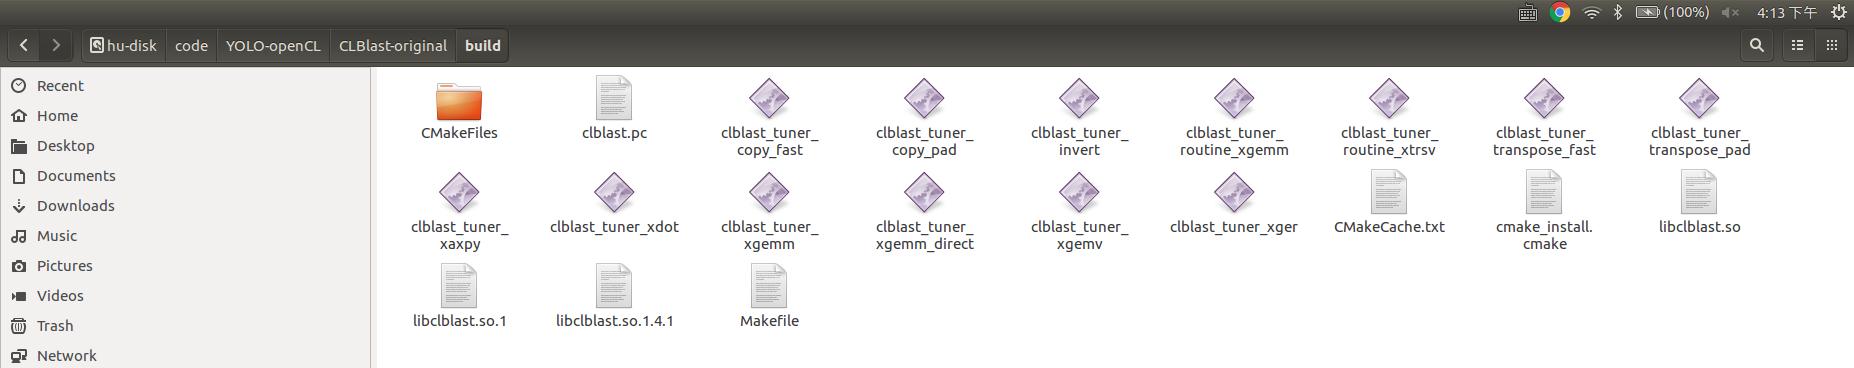 (100%) 4:13 下午
hu-disk code YOLO-openCL CLBlast-original build
Recent
Home
Desktop
Documents
Downloads
Music
Pictures
Videos
Trash
Network
CMakeFiles
clblast.pc
clblast_tuner_
copy_fast
clblast_tuner_
copy_pad
clblast_tuner_
invert
clblast_tuner_
routine_xgemm
clblast_tuner_
routine_xtrsv
clblast_tuner_
transpose_fast
clblast_tuner_
transpose_pad
clblast_tuner_
xaxpy
clblast_tuner_xdot
clblast_tuner_
xgemm
clblast_tuner_
xgemm_direct
clblast_tuner_
xgemv
clblast_tuner_xger
CMakeCache.txt
cmake_install.
cmake
libclblast.so
libclblast.so.1
libclblast.so.1.4.1
Makefile